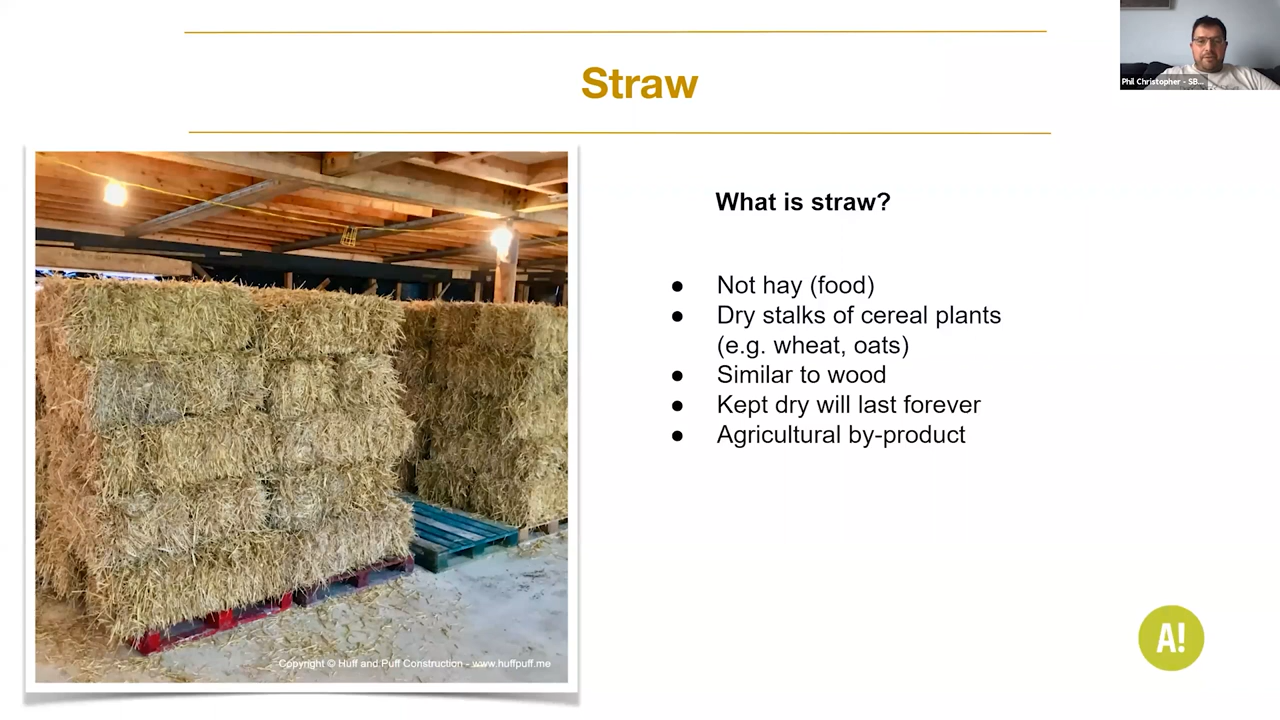 Straw
Phil Christopher - SB...
What is straw?
● Not hay (food)
● Dry stalks of cereal plants
(e.g. wheat, oats)
● Similar to wood
● Kept dry will last forever
● Agricultural by-product
Copyright © Huff and Puff Construction - www.huffpuff.me
A!